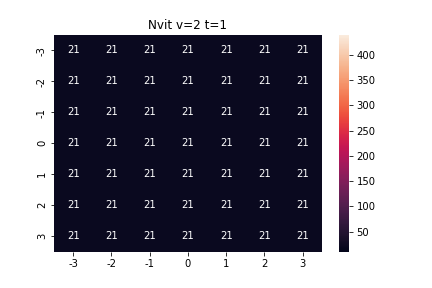 Nvit v=2 t=1
-3 21 21 21 21 21 21 21
-2 21 21 21 21 21 21 21
-1 21 21 21 21 21 21 21
0 21 21 21 21 21 21 21
1 21 21 21 21 21 21 21
2 21 21 21 21 21 21 21
3 21 21 21 21 21 21 21
-3 -2 -1 0 1 2 3
400
350
300
250
200
150
100
50